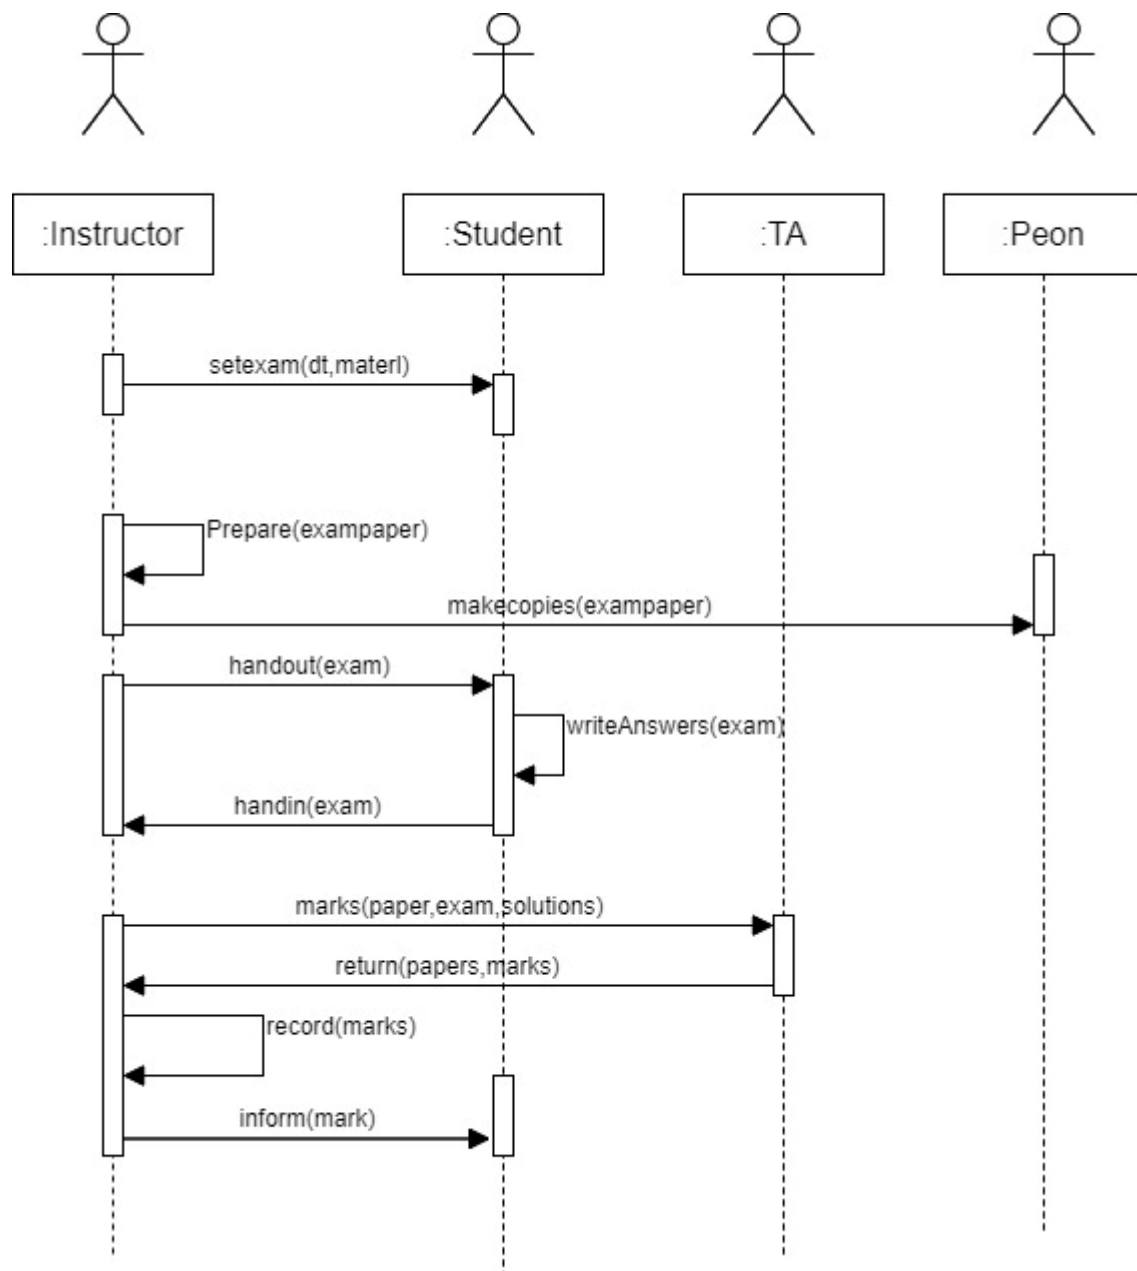 :Instructor
:Student
:TA
:Peon
setexam(dt,materl)
Prepare(exampaper)
makecopies(exampaper)
handout(exam)
writeAnswers(exam)
handin(exam)
marks(paper,exam,solutions)
return(papers,marks)
record(marks)
inform(mark)